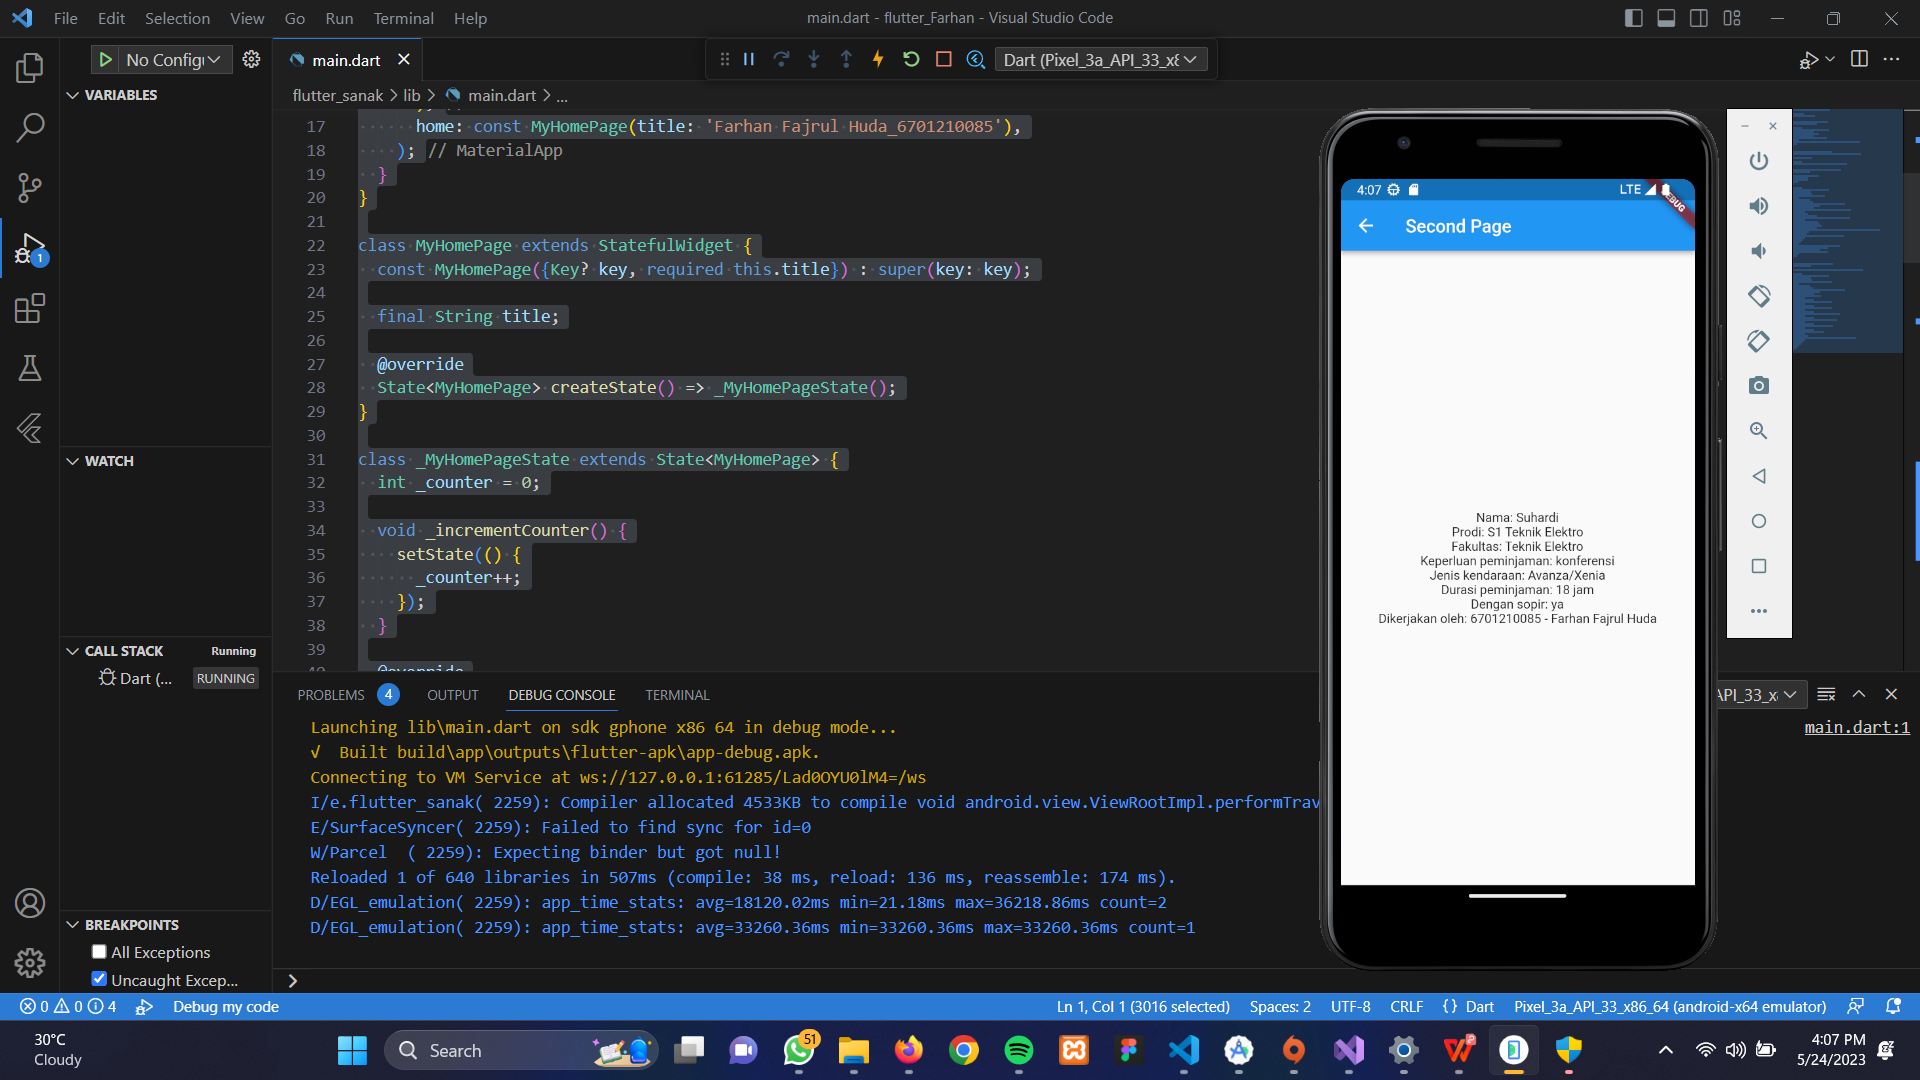 File Edit Selection View Go Run Terminal Help
main.dart - flutter_Farhan - Visual Studio Code
No Config
main.dart
Dart (Pixel_3a_API_33_x8
VARIABLES
flutter_sanak > lib > main.dart > ...
17 home: const MyHomePage(title: 'Farhan Fajrul Huda_6701210085'),
18 ); // MaterialApp
19 }
20 }
21
22 class MyHomePage extends StatefulWidget {
23 const MyHomePage({Key? key, required this.title}) : super(key: key);
24
25 final String title;
26
27 @override
28 State<MyHomePage> createState() => _MyHomePageState();
29 }
30
31 class _MyHomePageState extends State<MyHomePage> {
32 int _counter = 0;
33
34 void _incrementCounter() {
35 setState(() {
36 _counter++;
37 });
38 }
39
40 @override
WATCH
CALL STACK Running
Dart (... RUNNING
BREAKPOINTS
All Exceptions
Uncaught Excep...
1
PROBLEMS 4 OUTPUT DEBUG CONSOLE TERMINAL
API_33_x
Launching lib\main.dart on sdk gphone x86 64 in debug mode...
main.dart:1
√ Built build\app\outputs\flutter-apk\app-debug.apk.
Connecting to VM Service at ws://127.0.0.1:61285/Lad0OYU0lM4=/ws
I/e.flutter_sanak( 2259): Compiler allocated 4533KB to compile void android.view.ViewRootImpl.performTrav
E/SurfaceSyncer( 2259): Failed to find sync for id=0
W/Parcel ( 2259): Expecting binder but got null!
Reloaded 1 of 640 libraries in 507ms (compile: 38 ms, reload: 136 ms, reassemble: 174 ms).
D/EGL_emulation( 2259): app_time_stats: avg=18120.02ms min=21.18ms max=36218.86ms count=2
D/EGL_emulation( 2259): app_time_stats: avg=33260.36ms min=33260.36ms max=33260.36ms count=1
4:07 LTE
Second Page
Nama: Suhardi
Prodi: S1 Teknik Elektro
Fakultas: Teknik Elektro
Keperluan peminjaman: konferensi
Jenis kendaraan: Avanza/Xenia
Durasi peminjaman: 18 jam
Dengan sopir: ya
Dikerjakan oleh: 6701210085 - Farhan Fajrul Huda
0 0 4 Debug my code
Ln 1, Col 1 (3016 selected) Spaces: 2 UTF-8 CRLF {} Dart Pixel_3a_API_33_x86_64 (android-x64 emulator)
30°C
Cloudy
Search
51
4:07 PM
5/24/2023